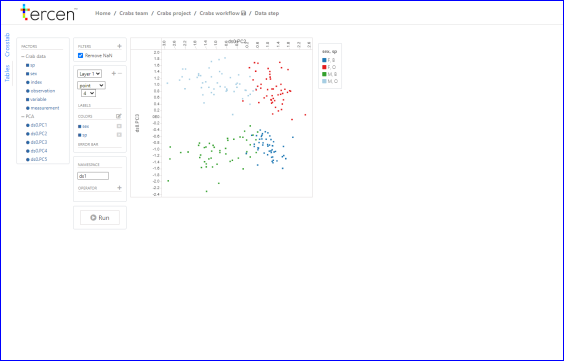 tercen
Home / Crabs team / Crabs project / Crabs workflow / Data step
Crosstab
Tables
FACTORS
Crab data
sp
sex
index
observation
variable
measurement
PCA
ds0.PC1
ds0.PC2
ds0.PC3
ds0.PC4
ds0.PC5
FILTERS
Remove NaN
Layer 1
point
4
LABELS
COLORS
sex
sp
ERROR BAR
NAMESPACE
ds1
OPERATOR
Run
ds0.PC2
ds0.PC3
2.0
1.8
1.6
1.4
1.2
1.0
0.8
0.6
0.4
0.2
-0.2
-0.4
-0.6
-0.8
-1.0
-1.2
-1.4
-1.6
-1.8
-2.0
-2.2
-2.4
sex, sp
F, B
F, O
M, B
M, O